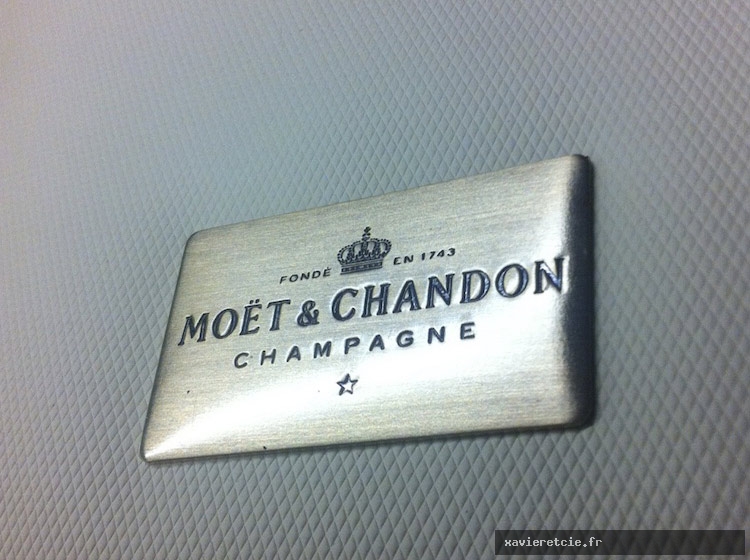 FONDÉ EN 1743
MOËT & CHANDON
CHAMPAGNE
xavieretcie.fr